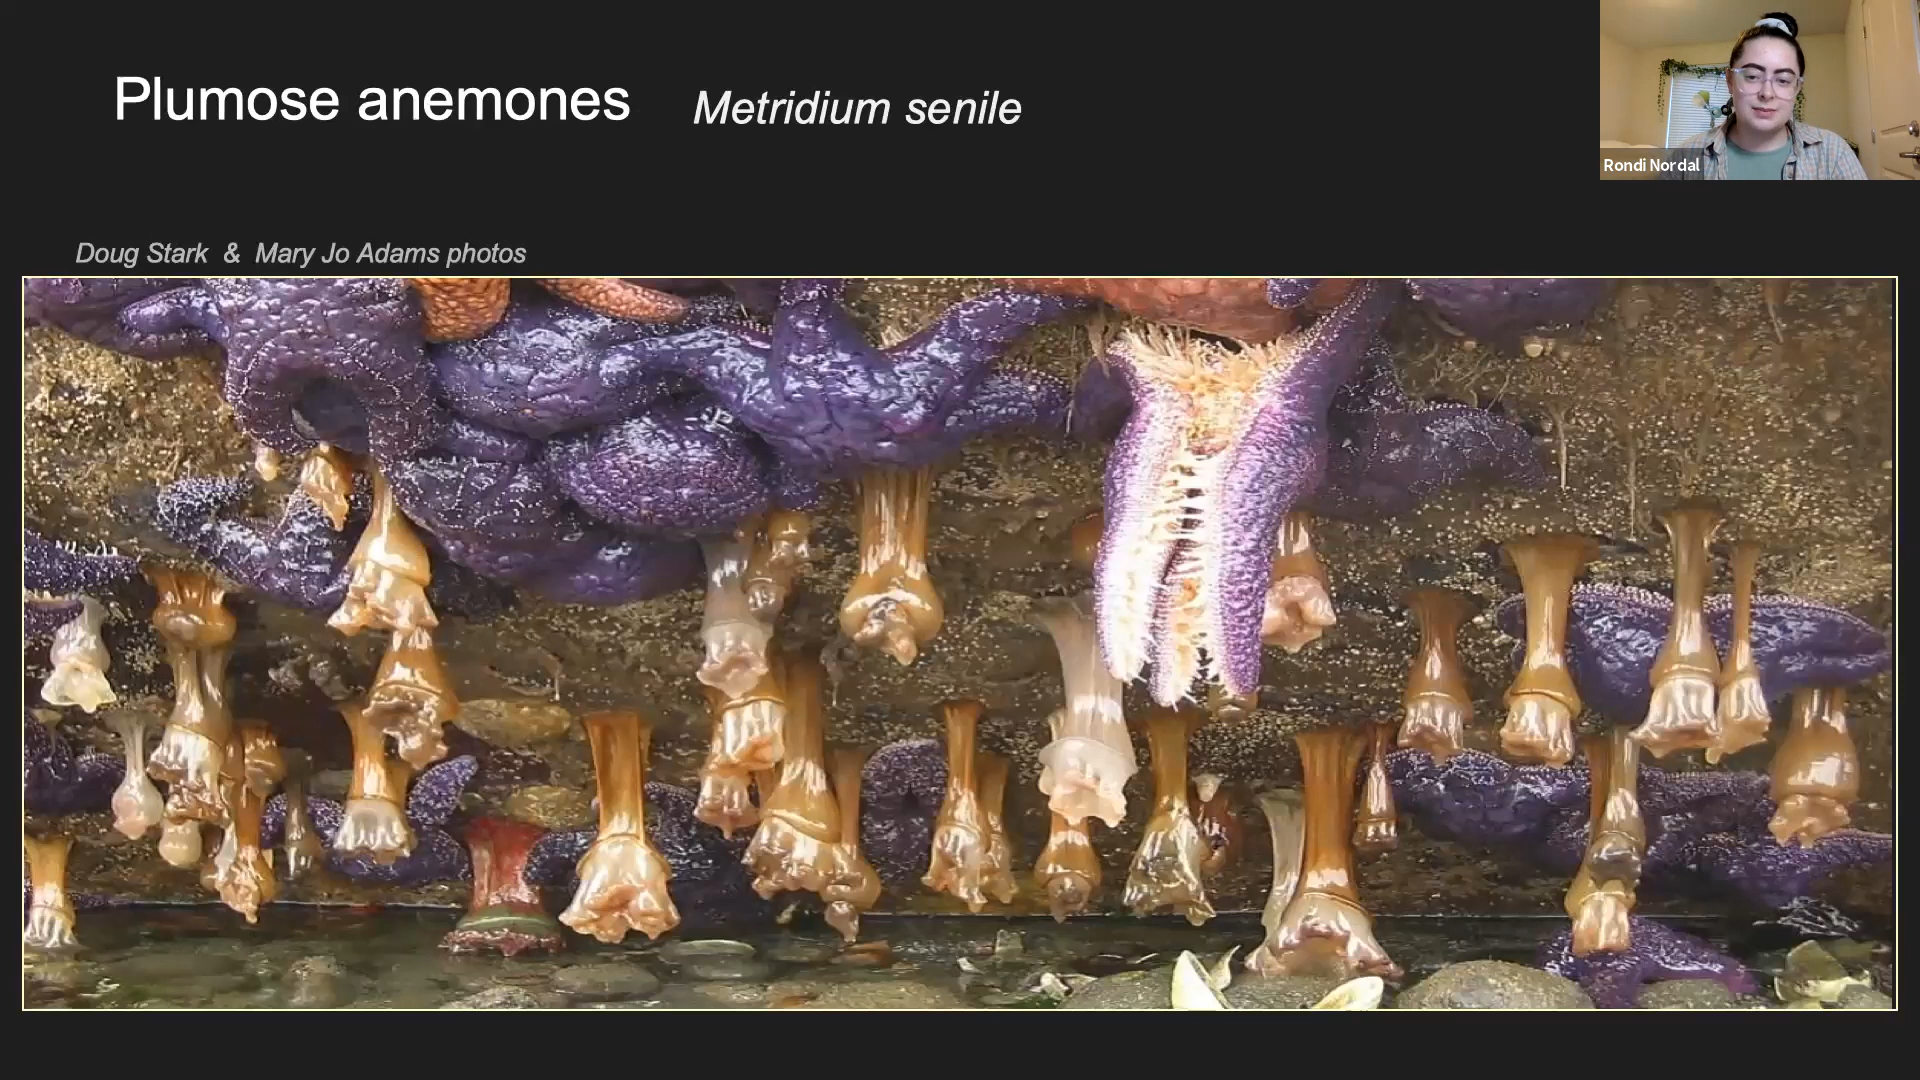 Plumose anemones Metridium senile
Rondi Nordal
Doug Stark & Mary Jo Adams photos